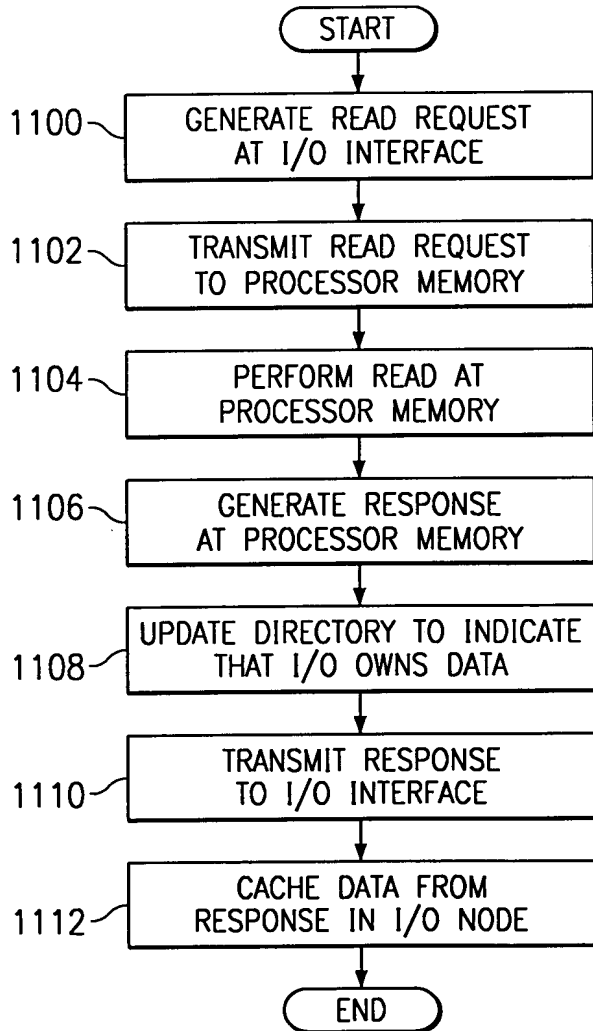 START
1100
GENERATE READ REQUEST
AT I/O INTERFACE
1102
TRANSMIT READ REQUEST
TO PROCESSOR MEMORY
1104
PERFORM READ AT
PROCESSOR MEMORY
1106
GENERATE RESPONSE
AT PROCESSOR MEMORY
1108
UPDATE DIRECTORY TO INDICATE
THAT I/O OWNS DATA
1110
TRANSMIT RESPONSE
TO I/O INTERFACE
1112
CACHE DATA FROM
RESPONSE IN I/O NODE
END